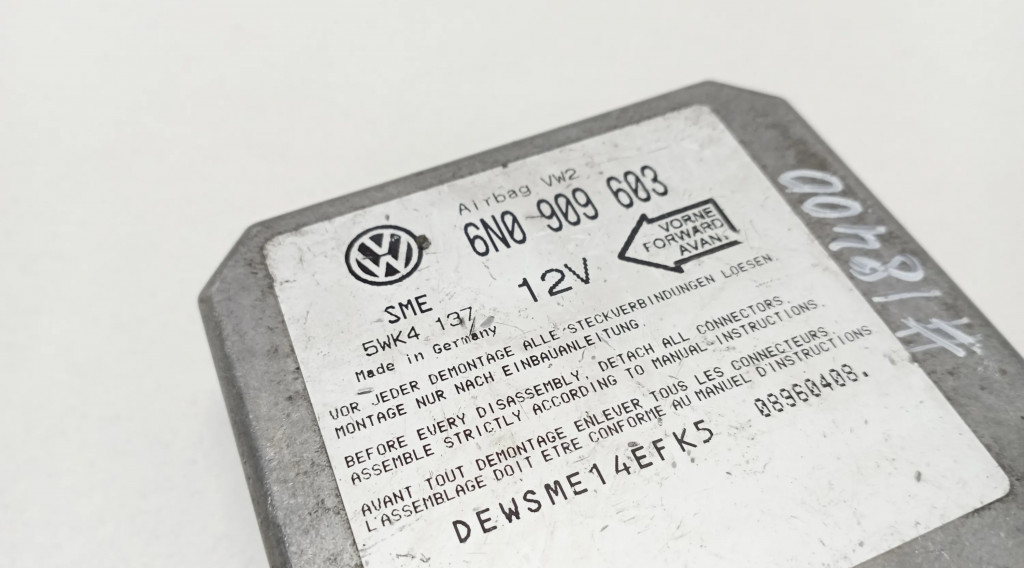 Airbag VW2
6N0 909 603
VORNE
FORWARD
AVAN.
SME
12V
5WK4 137
Made in Germany
VOR JEDER DEMONTAGE ALLE STECKVERBINDUNGEN LOESEN.
MONTAGE NUR NACH EINBAUANLEITUNG.
BEFORE EVERY DISASSEMBLY, DETACH ALL CONNECTORS.
ASSEMBLE STRICTLY ACCORDING TO MANUAL-INSTRUCTIONS.
AVANT TOUT DEMONTAGE ENLEVER TOUS LES CONNECTEURS.
L'ASSEMBLAGE DOIT ETRE CONFORME AU MANUEL D'INSTRUCTIONS
08960408.
DEWSME14EFK5
#18400